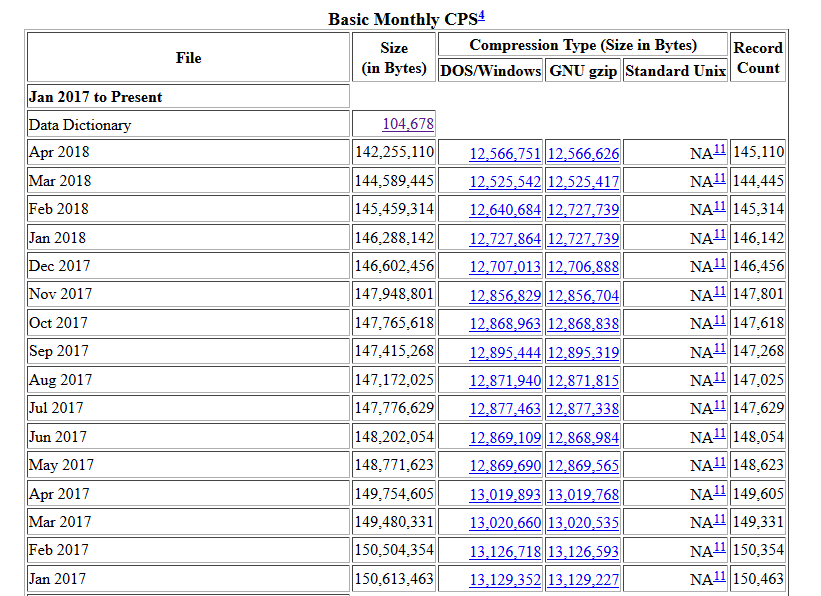 Basic Monthly CPS4
File Size (in Bytes) Compression Type (Size in Bytes) Record Count
DOS/Windows GNU gzip Standard Unix
Jan 2017 to Present
Data Dictionary 104,678
Apr 2018 142,255,110 12,566,751 12,566,626 NA11 145,110
Mar 2018 144,589,445 12,525,542 12,525,417 NA11 144,445
Feb 2018 145,459,314 12,640,684 12,727,739 NA11 145,314
Jan 2018 146,288,142 12,727,864 12,727,739 NA11 146,142
Dec 2017 146,602,456 12,707,013 12,706,888 NA11 146,456
Nov 2017 147,948,801 12,856,829 12,856,704 NA11 147,801
Oct 2017 147,765,618 12,868,963 12,868,838 NA11 147,618
Sep 2017 147,415,268 12,895,444 12,895,319 NA11 147,268
Aug 2017 147,172,025 12,871,940 12,871,815 NA11 147,025
Jul 2017 147,776,629 12,877,463 12,877,338 NA11 147,629
Jun 2017 148,202,054 12,869,109 12,868,984 NA11 148,054
May 2017 148,771,623 12,869,690 12,869,565 NA11 148,623
Apr 2017 149,754,605 13,019,893 13,019,768 NA11 149,605
Mar 2017 149,480,331 13,020,660 13,020,535 NA11 149,331
Feb 2017 150,504,354 13,126,718 13,126,593 NA11 150,354
Jan 2017 150,613,463 13,129,352 13,129,227 NA11 150,463